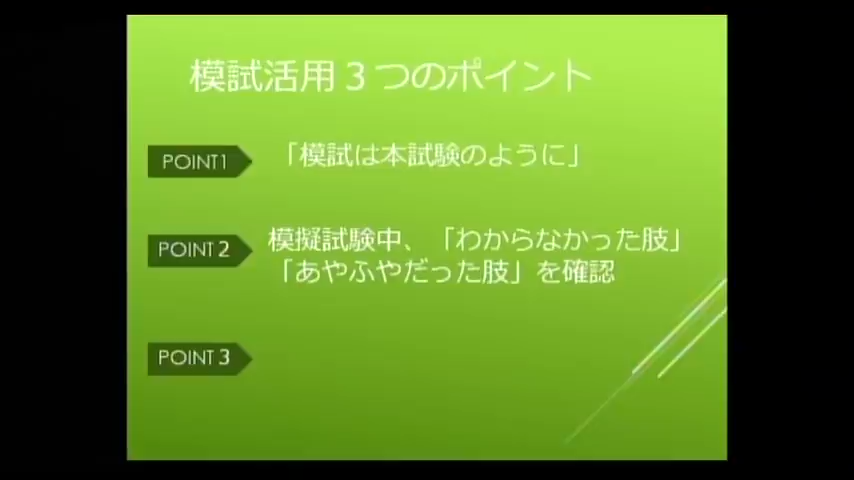 模試活用３つのポイント
POINT1
「模試は本試験のように」
POINT 2
模擬試験中、「わからなかった肢」
「あやふやだった肢」を確認
POINT 3